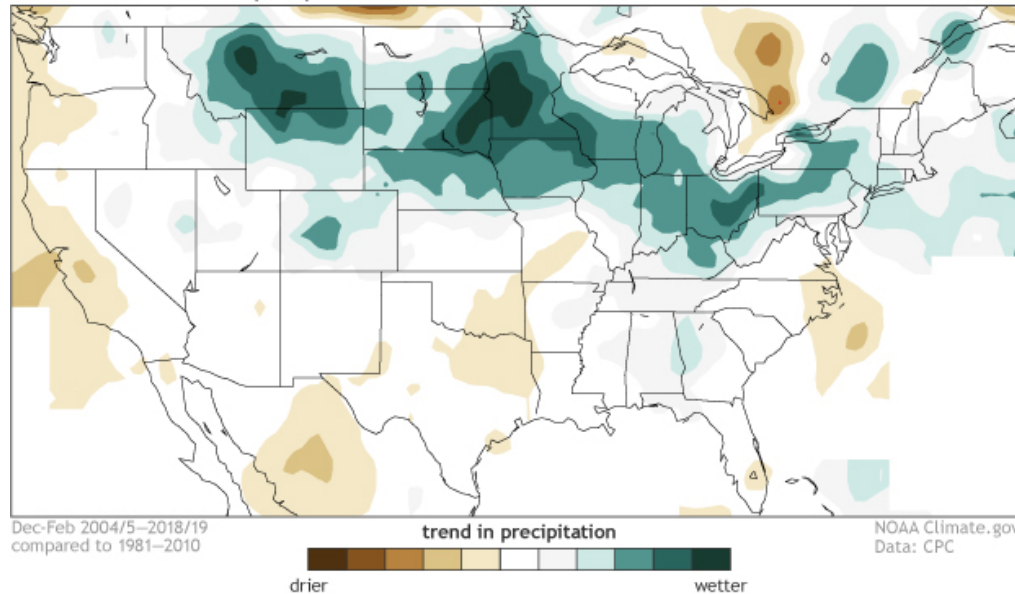 Dec-Feb 2004/5–2018/19
compared to 1981–2010
trend in precipitation
drier
wetter
NOAA Climate.gov
Data: CPC